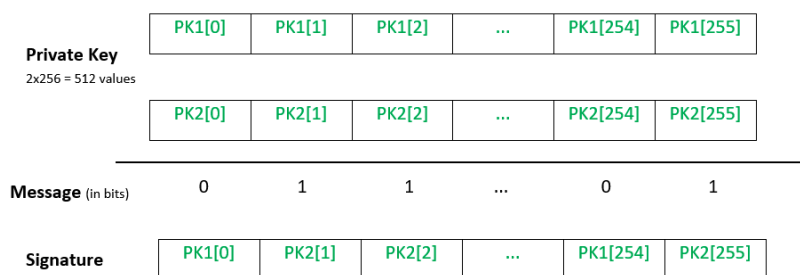 PK1[0] PK1[1] PK1[2] ... PK1[254] PK1[255]
Private Key
2x256 = 512 values
PK2[0] PK2[1] PK2[2] ... PK2[254] PK2[255]
Message (in bits) 0 1 1 ... 0 1
Signature PK1[0] PK2[1] PK2[2] ... PK1[254] PK2[255]